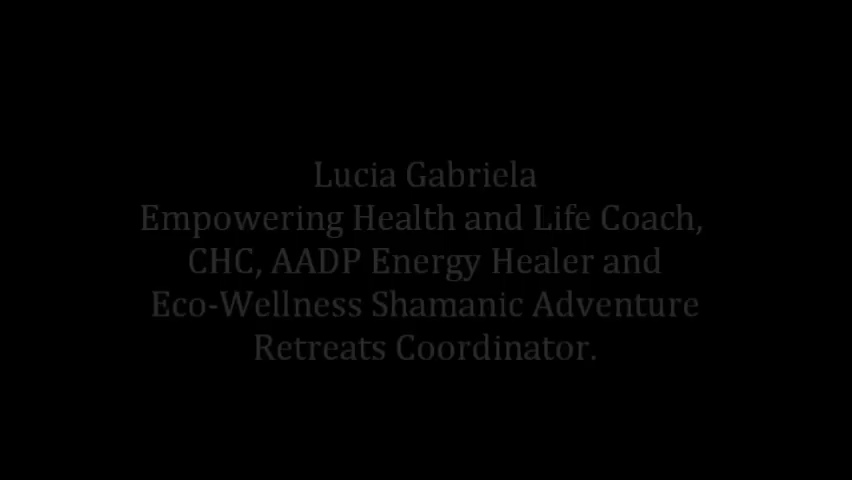 Lucia Gabriela
Empowering Health and Life Coach,
CHC, AADP Energy Healer and
Eco-Wellness Shamanic Adventure
Retreats Coordinator.